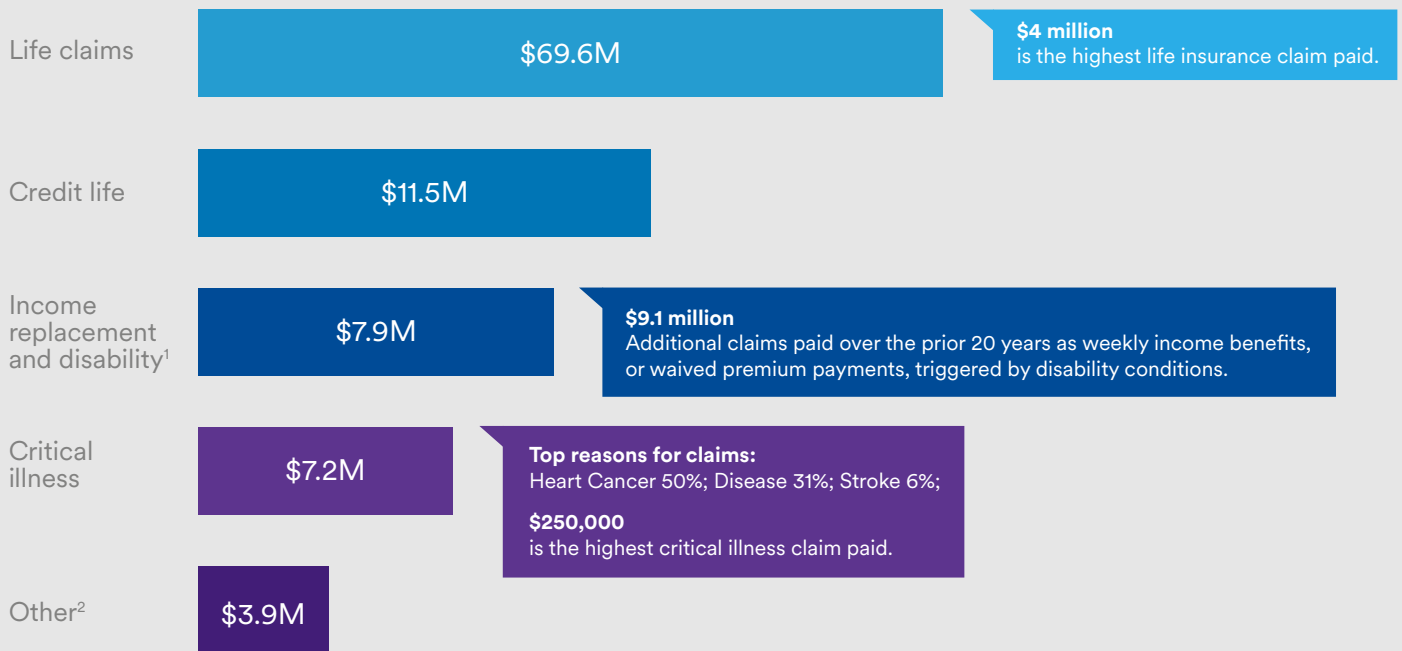 Life claims
$69.6M
$4 million
is the highest life insurance claim paid.
Credit life
$11.5M
Income
replacement
and disability¹
$7.9M
$9.1 million
Additional claims paid over the prior 20 years as weekly income benefits,
or waived premium payments, triggered by disability conditions.
Critical
illness
$7.2M
Top reasons for claims:
Heart Cancer 50%; Disease 31%; Stroke 6%;
$250,000
is the highest critical illness claim paid.
Other²
$3.9M